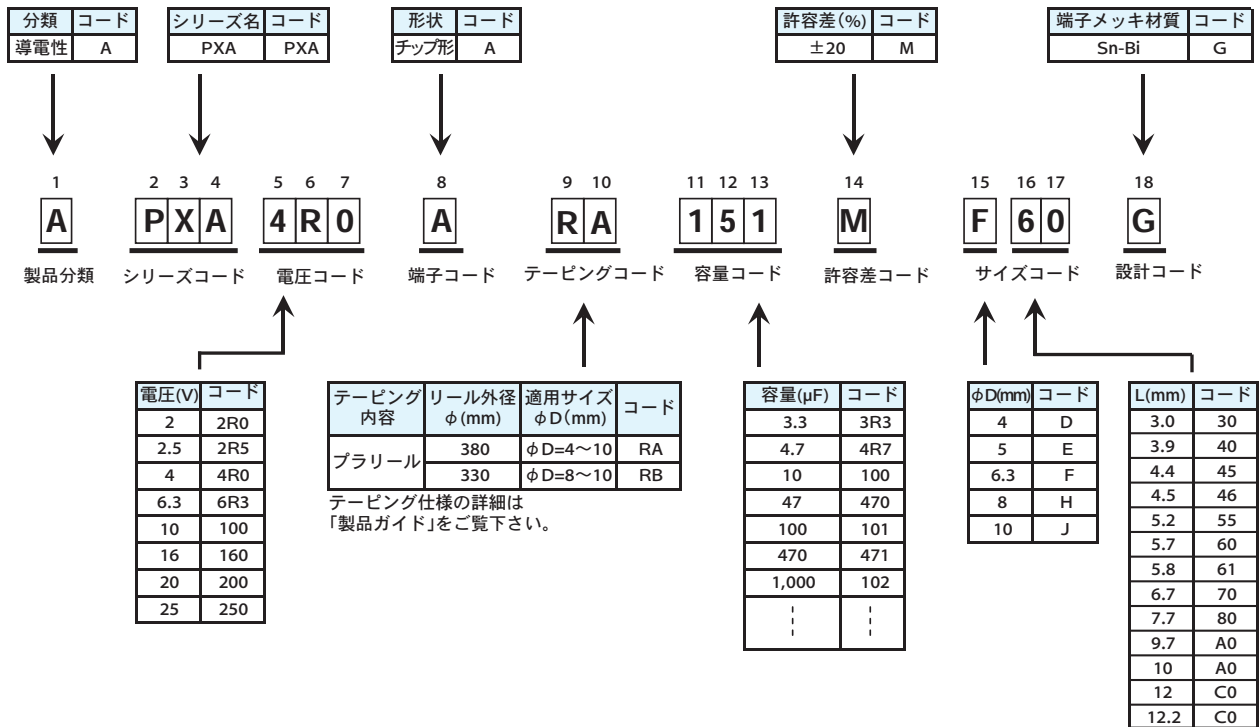 分類 コード
導電性 A
シリーズ名 コード
PXA PXA
形状 コード
チップ形 A
許容差(%) コード
±20 M
端子メッキ材質 コード
Sn-Bi G
1 2 3 4 5 6 7 8 9 10 11 12 13 14 15 16 17 18
A P X A 4 R 0 A R A 1 5 1 M F 6 0 G
製品分類 シリーズコード 電圧コード 端子コード テーピングコード 容量コード 許容差コード サイズコード 設計コード
電圧(V) コード
2 2R0
2.5 2R5
4 4R0
6.3 6R3
10 100
16 160
20 200
25 250
テーピング内容 リール外径φ(mm) 適用サイズφD(mm) コード
プラリール 380 φD=4〜10 RA
330 φD=8〜10 RB
テーピング仕様の詳細は
「製品ガイド」をご覧下さい。
容量(μF) コード
3.3 3R3
4.7 4R7
10 100
47 470
100 101
470 471
1,000 102
φD(mm) コード
4 D
5 E
6.3 F
8 H
10 J
L(mm) コード
3.0 30
3.9 40
4.4 45
4.5 46
5.2 55
5.7 60
5.8 61
6.7 70
7.7 80
9.7 A0
10 A0
12 C0
12.2 C0